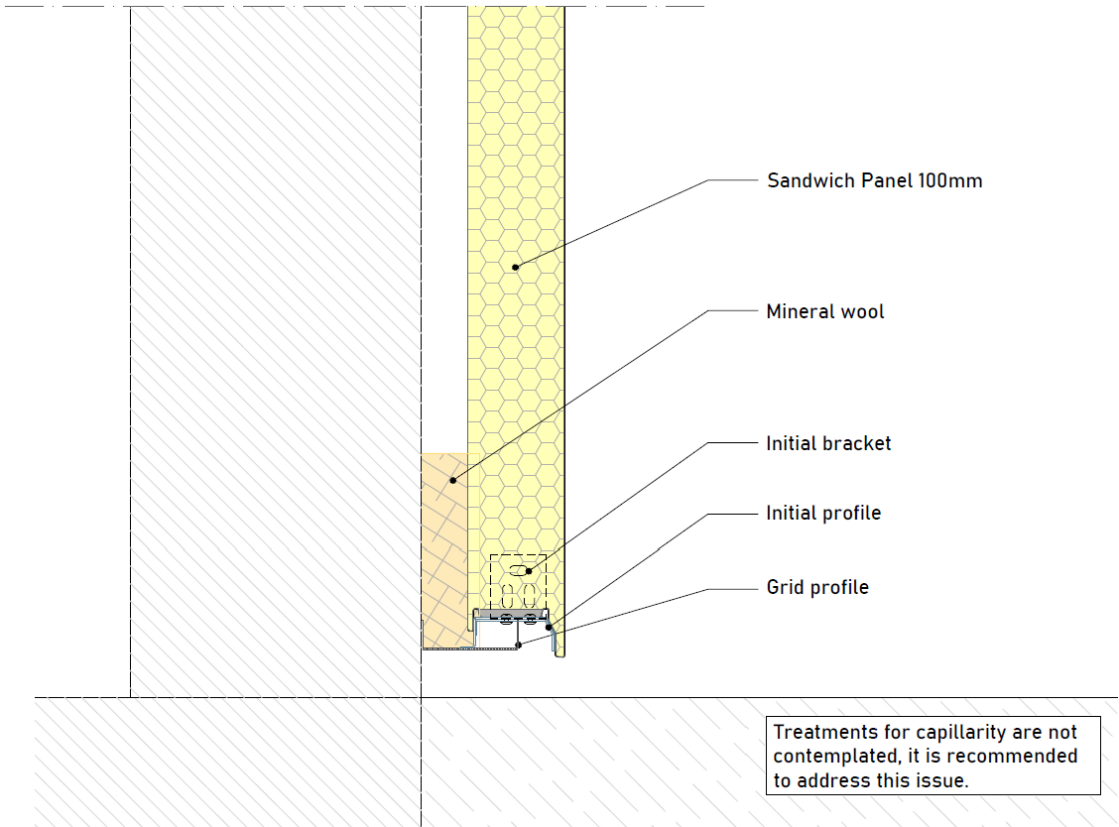 Sandwich Panel 100mm
Mineral wool
Initial bracket
Initial profile
Grid profile
Treatments for capillarity are not
contemplated, it is recommended
to address this issue.